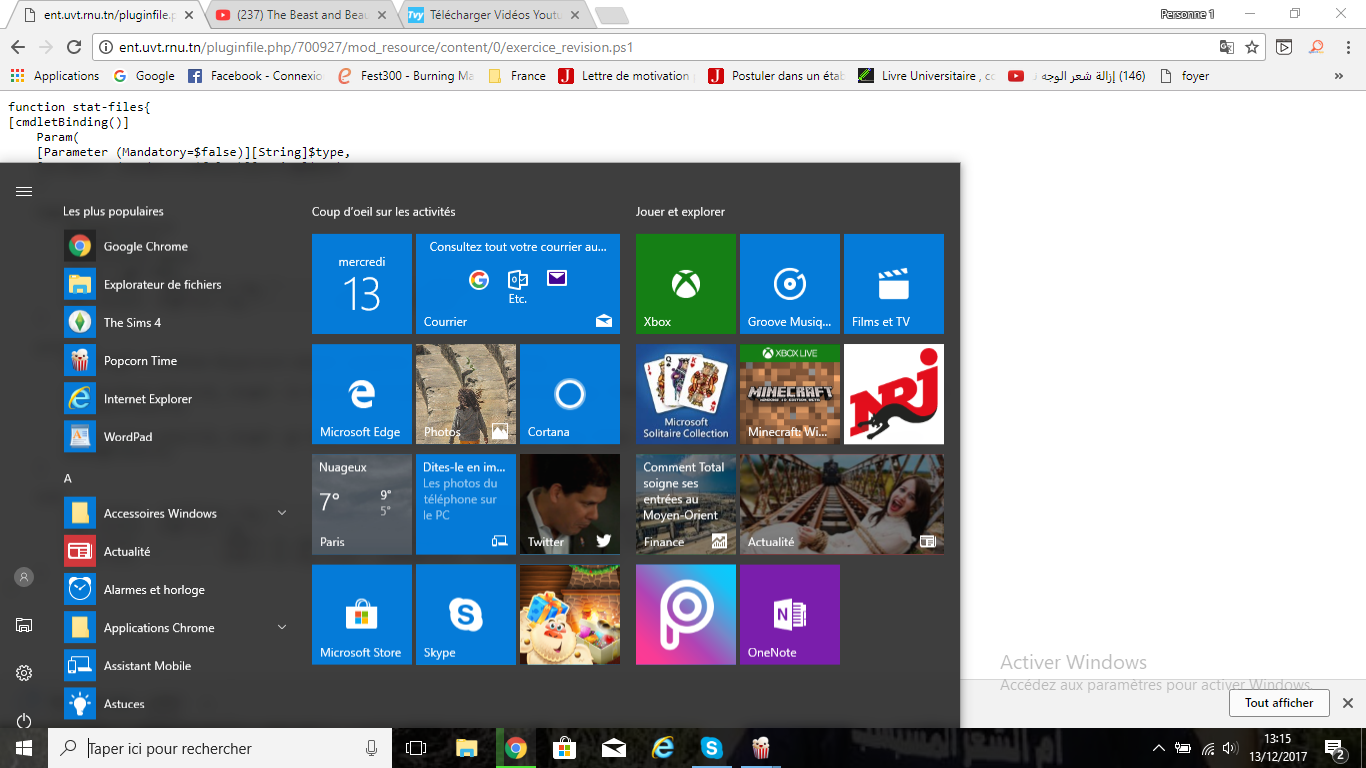 ent.uvt.rnu.tn/pluginfile.p
(237) The Beast and Beau
Tvy Télécharger Vidéos Youtu
Personne 1
ent.uvt.rnu.tn/pluginfile.php/700927/mod_resource/content/0/exercice_revision.ps1
Applications
Google
Facebook - Connexio
Fest300 - Burning Ma
France
Lettre de motivation
Postuler dans un étab
Livre Universitaire , co
(146) إزالة شعر الوجه
foyer
function stat-files{
[cmdletBinding()]
Param(
[Parameter (Mandatory=$false)][String]$type,
Les plus populaires
Google Chrome
Explorateur de fichiers
The Sims 4
Popcorn Time
Internet Explorer
WordPad
A
Accessoires Windows
Actualité
Alarmes et horloge
Applications Chrome
Assistant Mobile
Astuces
Coup d'oeil sur les activités
mercredi
13
Consultez tout votre courrier au...
Etc.
Courrier
Microsoft Edge
Photos
Cortana
Nuageux
7° 9°
5°
Paris
Dites-le en im...
Les photos du
téléphone sur
le PC
Twitter
Microsoft Store
Skype
Jouer et explorer
Xbox
Groove Musiq...
Films et TV
Microsoft
Solitaire Collection
XBOX LIVE
MINECRAFT
WINDOWS 10 EDITION BETA
Minecraft: Wi...
NRJ
Comment Total
soigne ses
entrées au
Moyen-Orient
Finance
Actualité
OneNote
Activer Windows
Accédez aux paramètres pour activer Windows.
Tout afficher
Taper ici pour rechercher
13:15
13/12/2017
2